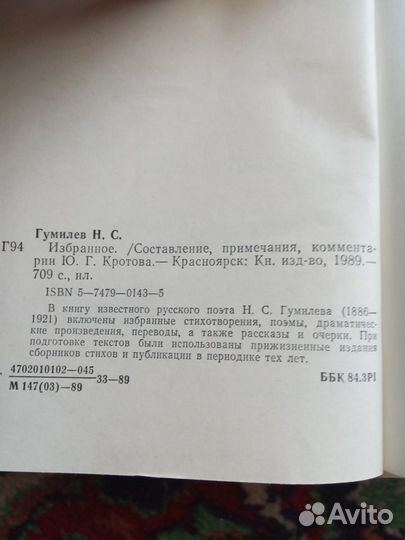 Гумилев Н. С.
Г94 Избранное. /Составление, примечания, коммента-
рии Ю. Г. Кротова.— Красноярск: Кн. изд-во, 1989.—
709 с., ил.
ISBN 5—7479—0143—5
В книгу известного русского поэта Н. С. Гумилева (1886—
1921) включены избранные стихотворения, поэмы, драматичес-
кие произведения, переводы, а также рассказы и очерки. При
подготовке текстов были использованы прижизненные издания
сборников стихов и публикации в периодике тех лет.
4702010102—045
М 147(03)—89
33—89
ББК 84.3Р1
Avito